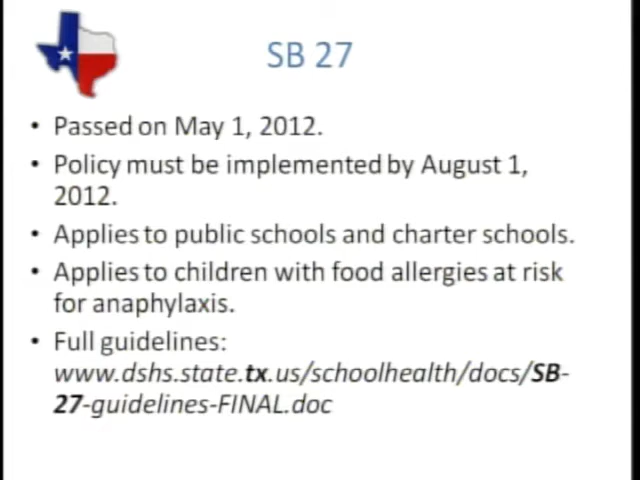 SB 27
• Passed on May 1, 2012.
• Policy must be implemented by August 1,
2012.
• Applies to public schools and charter schools.
• Applies to children with food allergies at risk
for anaphylaxis.
• Full guidelines:
www.dshs.state.tx.us/schoolhealth/docs/SB-
27-guidelines-FINAL.doc